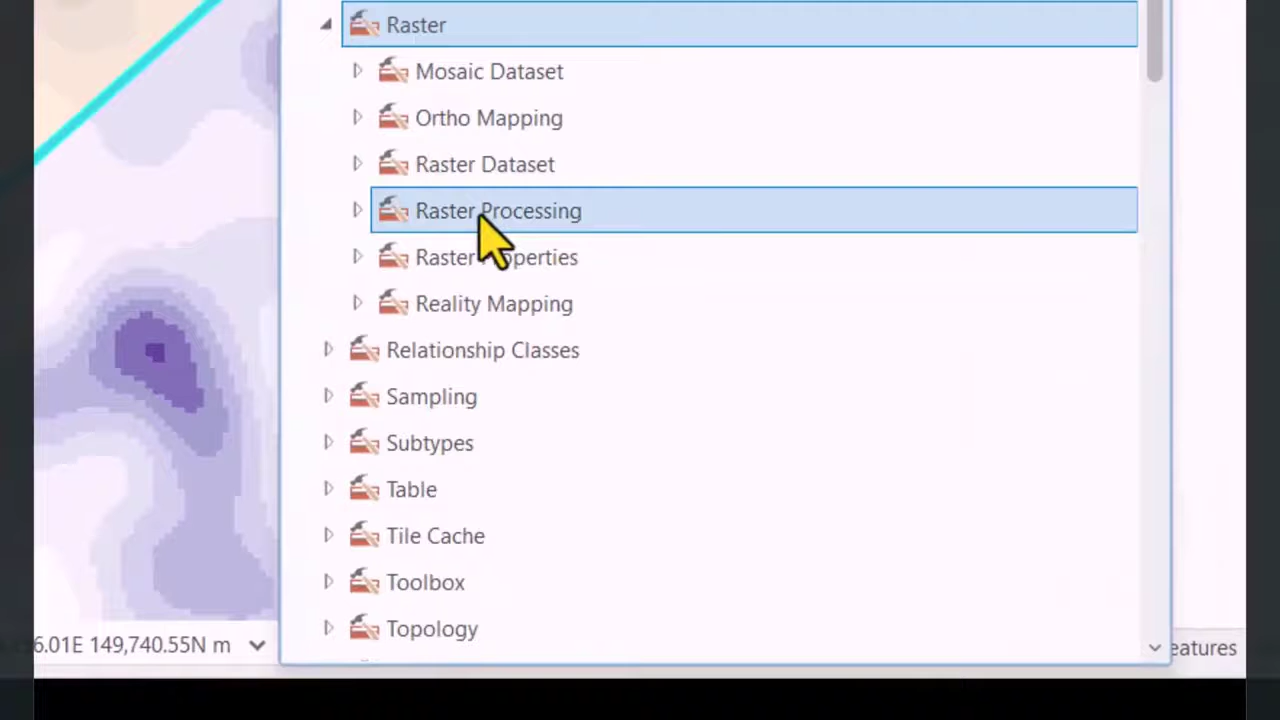 Raster
Mosaic Dataset
Ortho Mapping
Raster Dataset
Raster Processing
Raster Properties
Reality Mapping
Relationship Classes
Sampling
Subtypes
Table
Tile Cache
Toolbox
Topology
6.01E 149,740.55N m
eatures